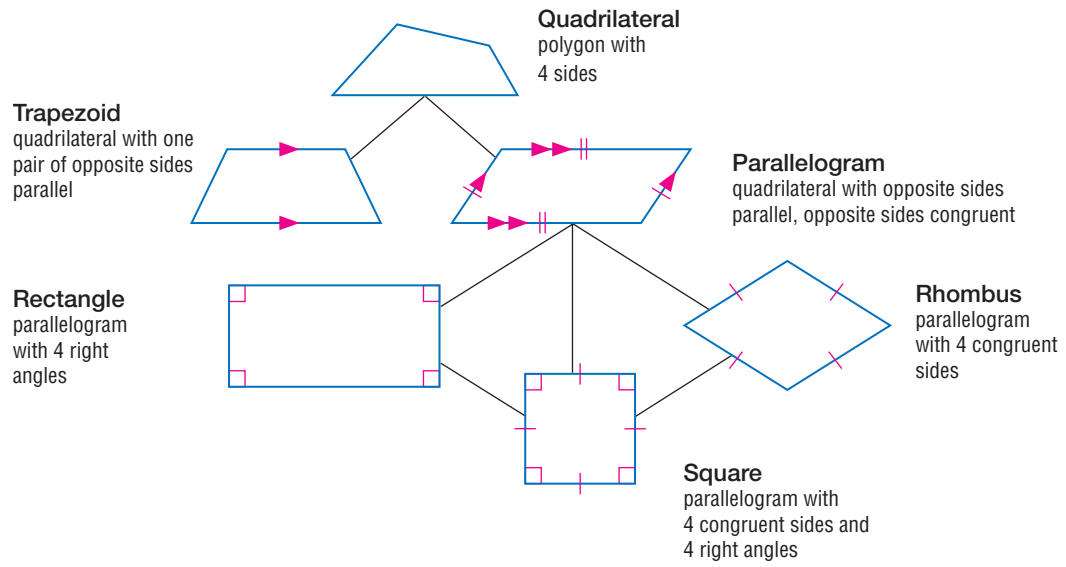 Quadrilateral
polygon with
4 sides
Trapezoid
quadrilateral with one
pair of opposite sides
parallel
Parallelogram
quadrilateral with opposite sides
parallel, opposite sides congruent
Rectangle
parallelogram
with 4 right
angles
Rhombus
parallelogram
with 4 congruent
sides
Square
parallelogram with
4 congruent sides and
4 right angles